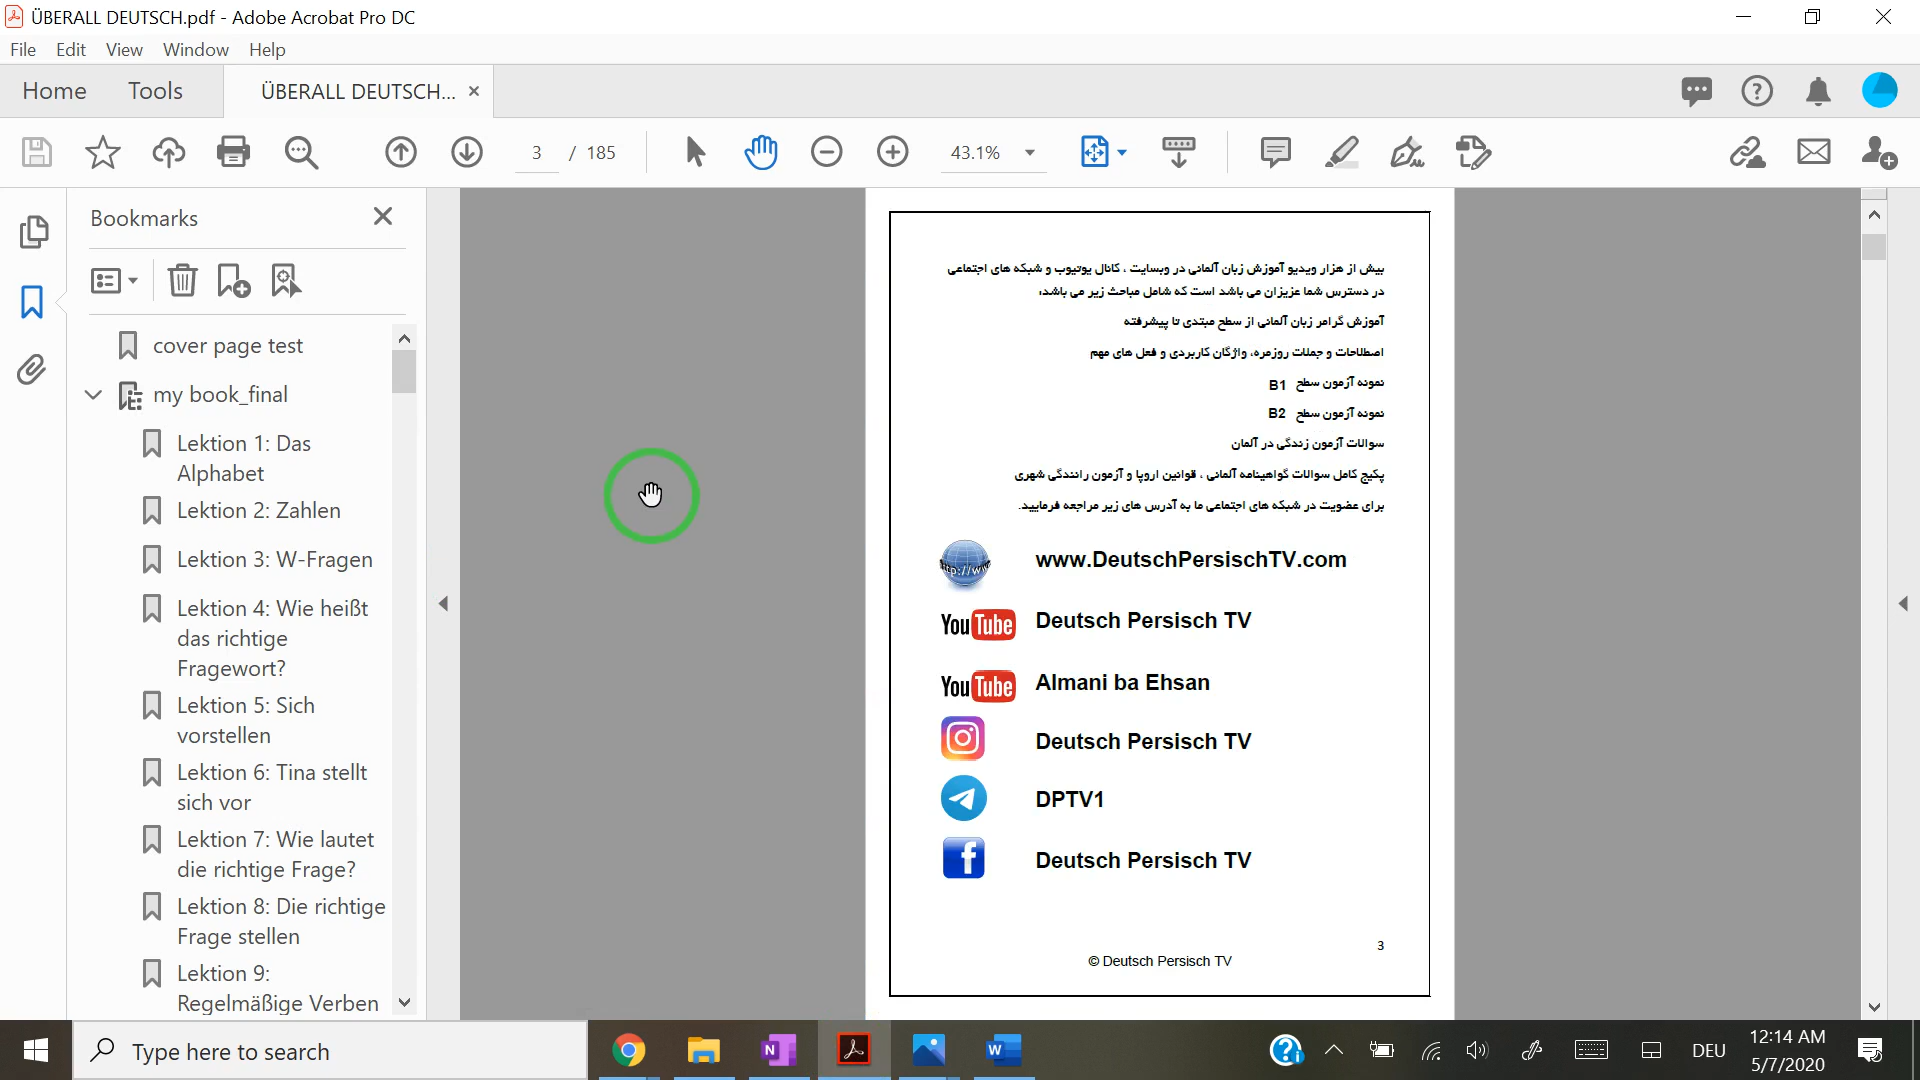 ÜBERALL DEUTSCH.pdf - Adobe Acrobat Pro DC
File Edit View Window Help
Home Tools ÜBERALL DEUTSCH... ×
3 / 185 43.1%
Bookmarks
cover page test
my book_final
Lektion 1: Das
Alphabet
Lektion 2: Zahlen
Lektion 3: W-Fragen
Lektion 4: Wie heißt
das richtige
Fragewort?
Lektion 5: Sich
vorstellen
Lektion 6: Tina stellt
sich vor
Lektion 7: Wie lautet
die richtige Frage?
Lektion 8: Die richtige
Frage stellen
Lektion 9:
Regelmäßige Verben
بیش از هزار ویدیو آموزش زبان آلمانی در وبسایت ، کانال یوتیوب و شبکه های اجتماعی
در دسترس شما عزیزان می باشد است که شامل مباحث زیر می باشد:
آموزش گرامر زبان آلمانی از سطح مبتدی تا پیشرفته
اصطلاحات و جملات روزمره، واژگان کاربردی و فعل های مهم
نمونه آزمون سطح B1
نمونه آزمون سطح B2
سوالات آزمون زندگی در آلمان
پکیج کامل سوالات گواهینامه آلمانی ، قوانین اروپا و آزمون رانندگی شهری
برای عضویت در شبکه های اجتماعی ما به آدرس های زیر مراجعه فرمایید.
www.DeutschPersischTV.com
YouTube Deutsch Persisch TV
YouTube Almani ba Ehsan
Deutsch Persisch TV
DPTV1
Deutsch Persisch TV
3
© Deutsch Persisch TV
Type here to search
DEU
12:14 AM
5/7/2020